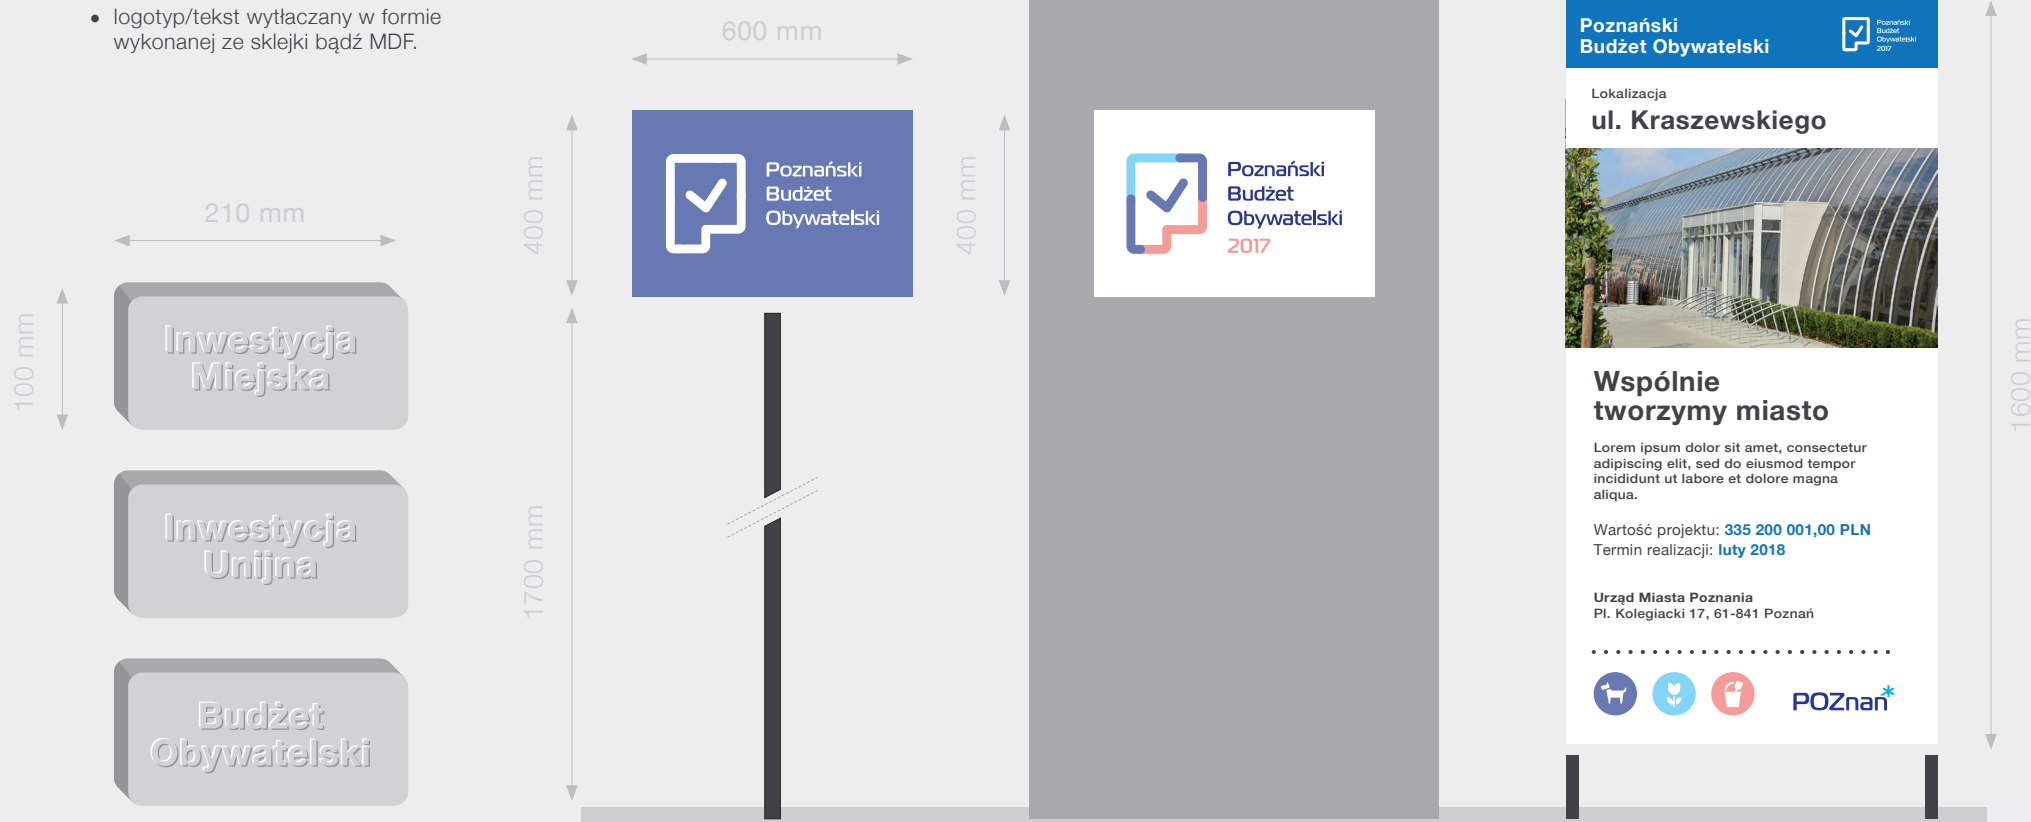 logotyp/tekst wytłaczany w formie
wykonanej ze sklejki bądź MDF.
210 mm
100 mm
Inwestycja
Miejska
Inwestycja
Unijna
Budżet
Obywatelski
600 mm
400 mm
1700 mm
Poznański
Budżet
Obywatelski
400 mm
Poznański
Budżet
Obywatelski
2017
Poznański
Budżet Obywatelski
Poznański
Budżet
Obywatelski
2017
Lokalizacja
ul. Kraszewskiego
Wspólnie
tworzymy miasto
Lorem ipsum dolor sit amet, consectetur
adipiscing elit, sed do eiusmod tempor
incididunt ut labore et dolore magna
aliqua.
Wartość projektu: 335 200 001,00 PLN
Termin realizacji: luty 2018
Urząd Miasta Poznania
Pl. Kolegiacki 17, 61-841 Poznań
POZnan*
1600 mm